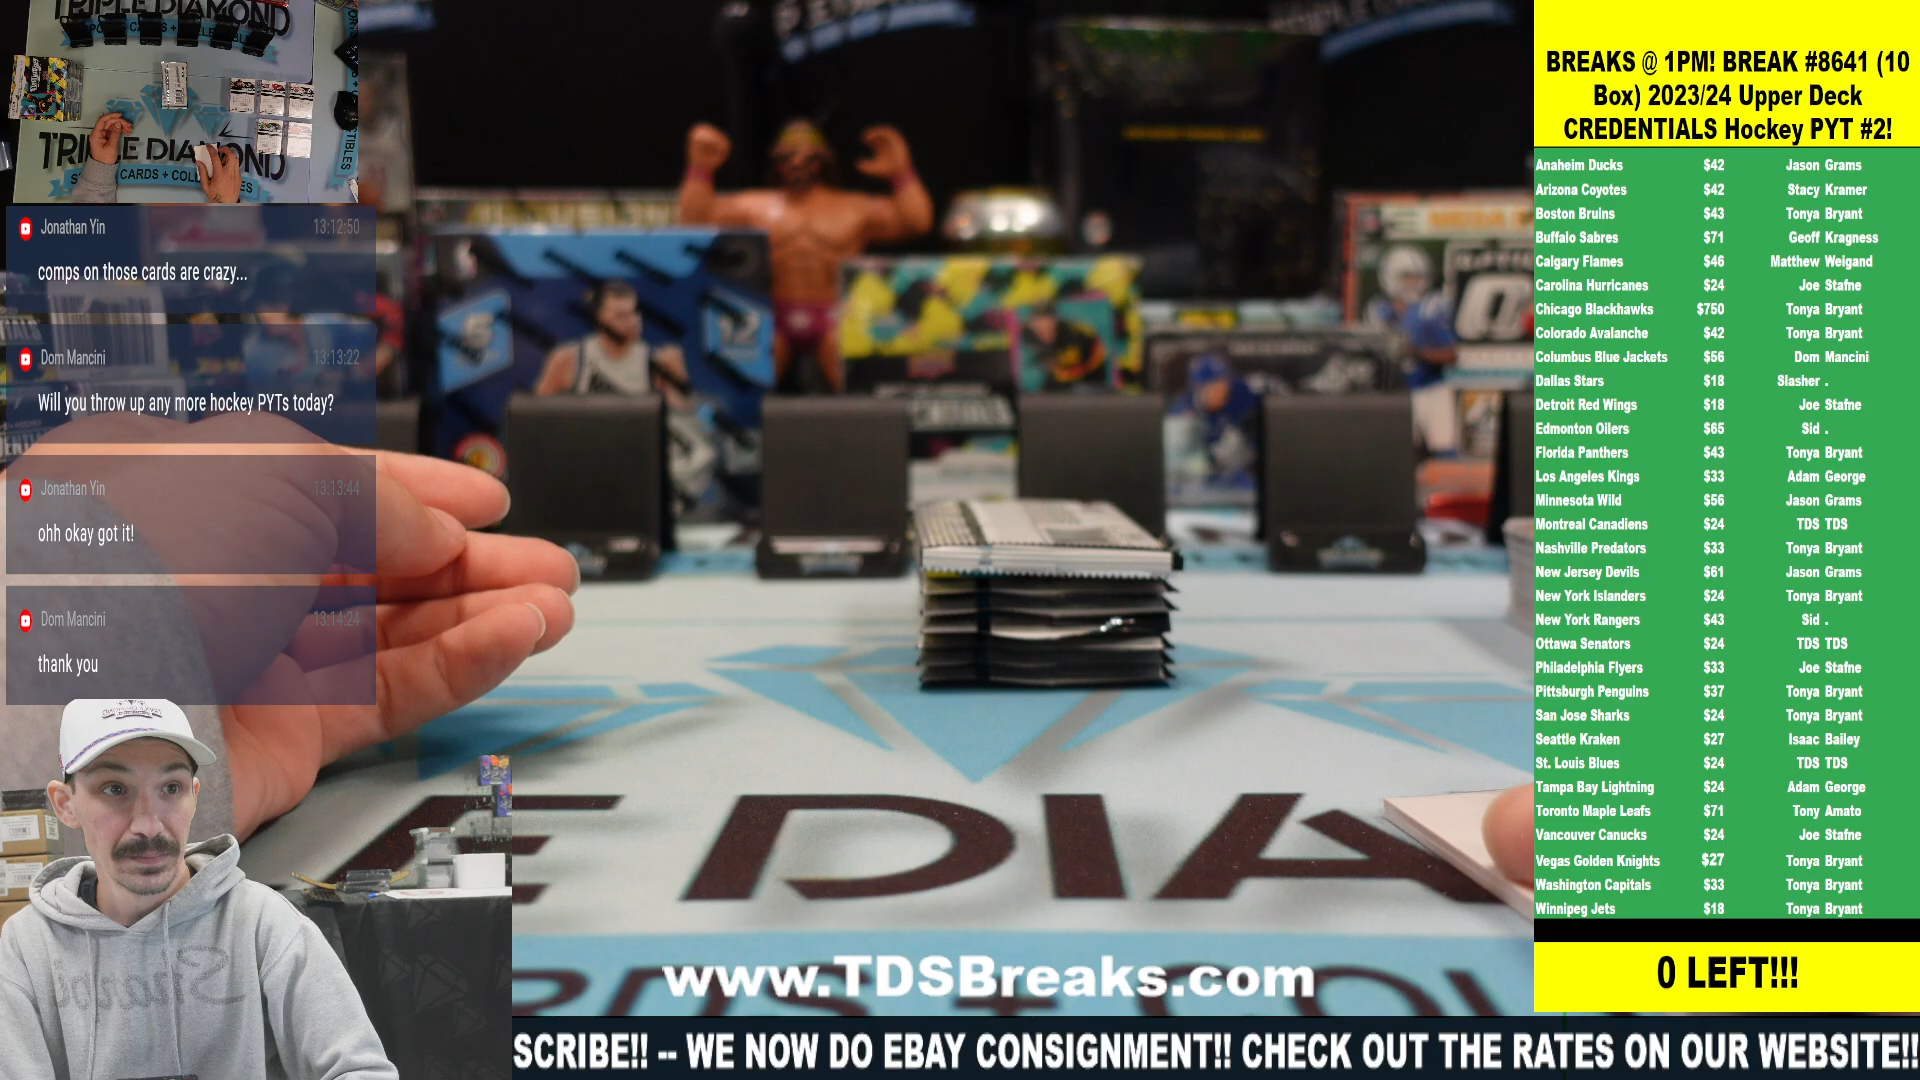 TRIPLE DIAMOND
TRIPLE DIAMOND
Jonathan Yin 13:12:50
comps on those cards are crazy...
Dom Mancini 13:13:22
Will you throw up any more hockey PYTs today?
Jonathan Yin 13:13:44
ohh okay got it!
Dom Mancini 13:14:24
thank you
E DIA
www.TDSBreaks.com
SCRIBE!! -- WE NOW DO EBAY CONSIGNMENT!! CHECK OUT THE RATES ON OUR WEBSITE!!
BREAKS @ 1PM! BREAK #8641 (10
Box) 2023/24 Upper Deck
CREDENTIALS Hockey PYT #2!
Anaheim Ducks $42 Jason Grams
Arizona Coyotes $42 Stacy Kramer
Boston Bruins $43 Tonya Bryant
Buffalo Sabres $71 Geoff Kragness
Calgary Flames $46 Matthew Weigand
Carolina Hurricanes $24 Joe Stafne
Chicago Blackhawks $750 Tonya Bryant
Colorado Avalanche $42 Tonya Bryant
Columbus Blue Jackets $56 Dom Mancini
Dallas Stars $18 Slasher .
Detroit Red Wings $18 Joe Stafne
Edmonton Oilers $65 Sid .
Florida Panthers $43 Tonya Bryant
Los Angeles Kings $33 Adam George
Minnesota Wild $56 Jason Grams
Montreal Canadiens $24 TDS TDS
Nashville Predators $33 Tonya Bryant
New Jersey Devils $61 Jason Grams
New York Islanders $24 Tonya Bryant
New York Rangers $43 Sid .
Ottawa Senators $24 TDS TDS
Philadelphia Flyers $33 Joe Stafne
Pittsburgh Penguins $37 Tonya Bryant
San Jose Sharks $24 Tonya Bryant
Seattle Kraken $27 Isaac Bailey
St. Louis Blues $24 TDS TDS
Tampa Bay Lightning $24 Adam George
Toronto Maple Leafs $71 Tony Amato
Vancouver Canucks $24 Joe Stafne
Vegas Golden Knights $27 Tonya Bryant
Washington Capitals $33 Tonya Bryant
Winnipeg Jets $18 Tonya Bryant
0 LEFT!!!